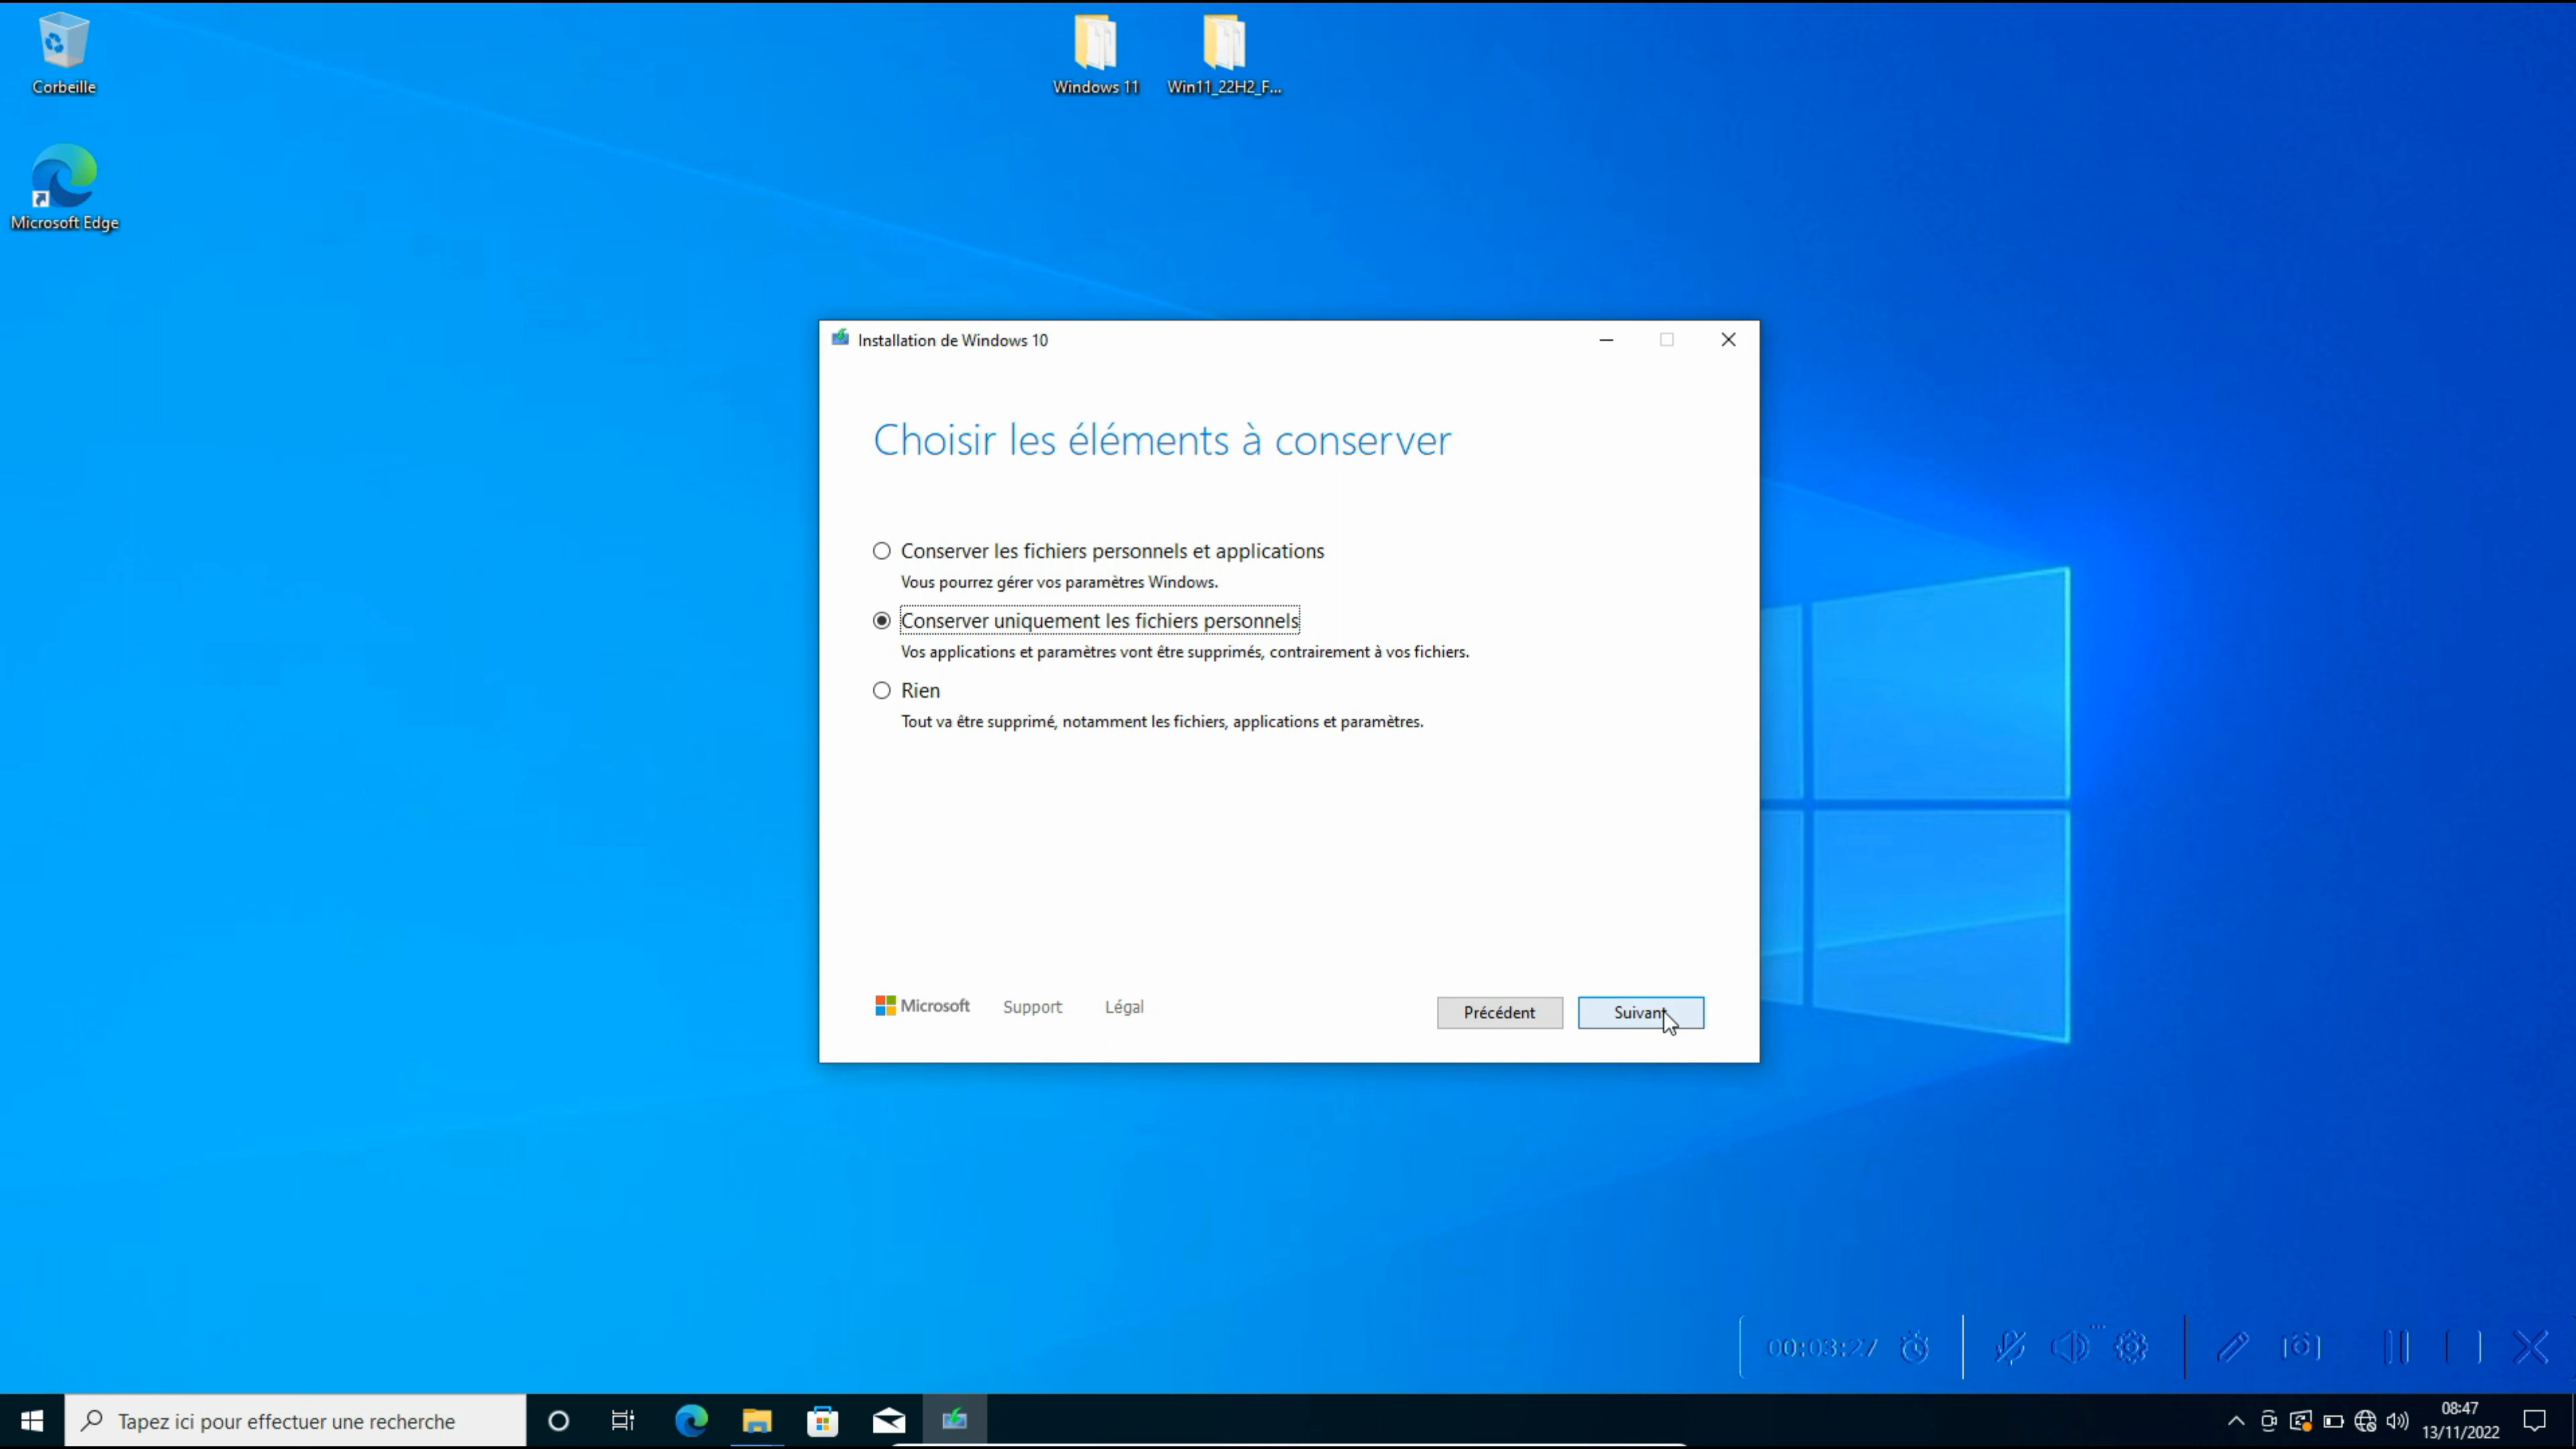 Corbeille
Microsoft Edge
Windows 11
Win11_22H2_F...
Installation de Windows 10
Choisir les éléments à conserver
Conserver les fichiers personnels et applications
Vous pourrez gérer vos paramètres Windows.
Conserver uniquement les fichiers personnels
Vos applications et paramètres vont être supprimés, contrairement à vos fichiers.
Rien
Tout va être supprimé, notamment les fichiers, applications et paramètres.
Microsoft
Support
Légal
Précédent
Suivant
00:03:27
Tapez ici pour effectuer une recherche
08:47
13/11/2022